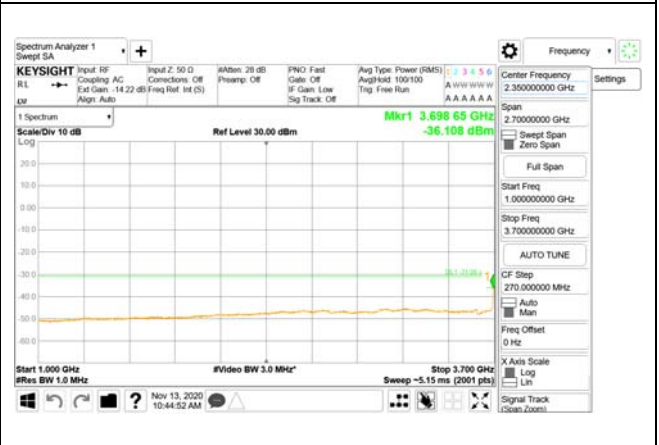 Spectrum Analyzer 1
Swept SA
Frequency
KEYSIGHT
RL
Input: RF
Coupling: AC
Ext Gain: -14.22 dB
Align: Auto
Input Z: 50 Ω
Corrections: Off
Freq Ref: Int (S)
#Atten: 28 dB
Preamp: Off
PNO: Fast
Gate: Off
IF Gain: Low
Sig Track: Off
Avg Type: Power (RMS)
Avg|Hold: 100/100
Trig: Free Run
1 2 3 4 5 6
A W W W W W
A A A A A A
1 Spectrum
Scale/Div 10 dB
Ref Level 30.00 dBm
Mkr1 3.698 65 GHz
-36.108 dBm
Log
20.0
10.0
0.00
-10.0
-20.0
-30.0
-40.0
-50.0
-60.0
Start 1.000 GHz
#Res BW 1.0 MHz
#Video BW 3.0 MHz*
Stop 3.700 GHz
Sweep ~5.15 ms (2001 pts)
Nov 13, 2020
10:44:52 AM
Center Frequency
2.350000000 GHz
Settings
Span
2.70000000 GHz
Swept Span
Zero Span
Full Span
Start Freq
1.000000000 GHz
Stop Freq
3.700000000 GHz
AUTO TUNE
CF Step
270.000000 MHz
Auto
Man
Freq Offset
0 Hz
X Axis Scale
Log
Lin
Signal Track
(Span Zoom)